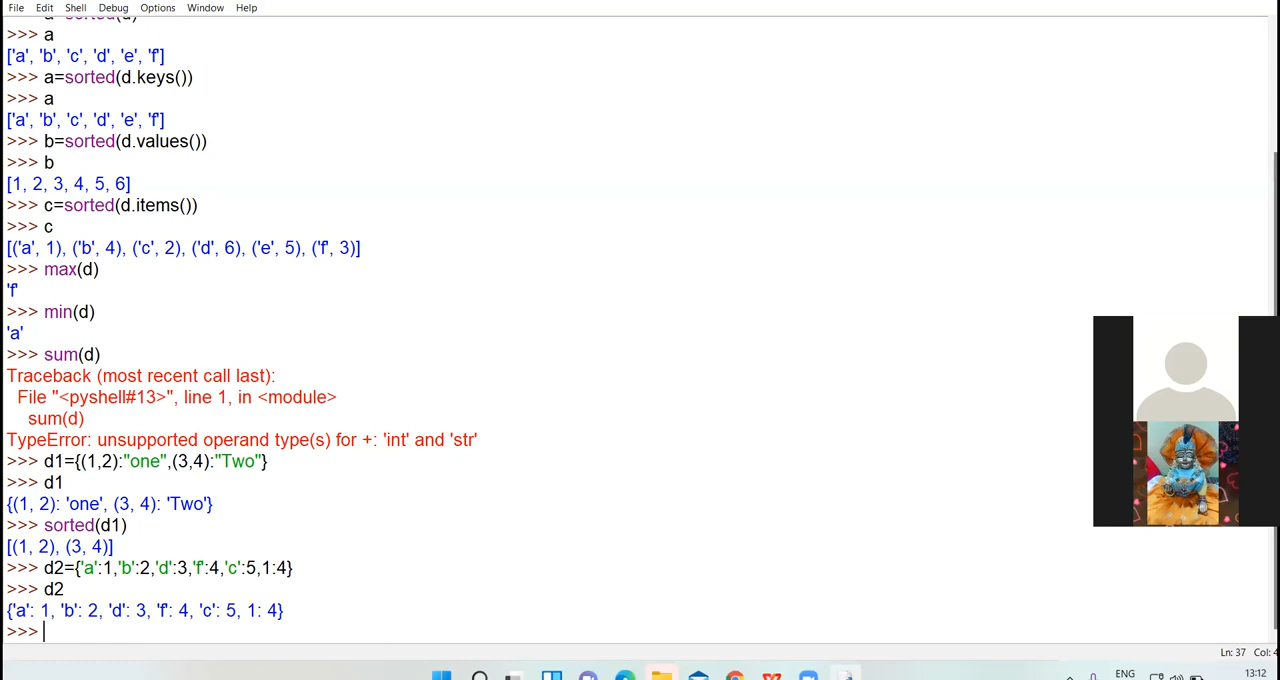 File Edit Shell Debug Options Window Help
>>> a
['a', 'b', 'c', 'd', 'e', 'f']
>>> a=sorted(d.keys())
>>> a
['a', 'b', 'c', 'd', 'e', 'f']
>>> b=sorted(d.values())
>>> b
[1, 2, 3, 4, 5, 6]
>>> c=sorted(d.items())
>>> c
[('a', 1), ('b', 4), ('c', 2), ('d', 6), ('e', 5), ('f', 3)]
>>> max(d)
'f'
>>> min(d)
'a'
>>> sum(d)
Traceback (most recent call last):
  File "<pyshell#13>", line 1, in <module>
    sum(d)
TypeError: unsupported operand type(s) for +: 'int' and 'str'
>>> d1={(1,2):"one",(3,4):"Two"}
>>> d1
{(1, 2): 'one', (3, 4): 'Two'}
>>> sorted(d1)
[(1, 2), (3, 4)]
>>> d2={'a':1,'b':2,'d':3,'f':4,'c':5,1:4}
>>> d2
{'a': 1, 'b': 2, 'd': 3, 'f': 4, 'c': 5, 1: 4}
>>>
Ln: 37 Col: 4
ENG
13:12